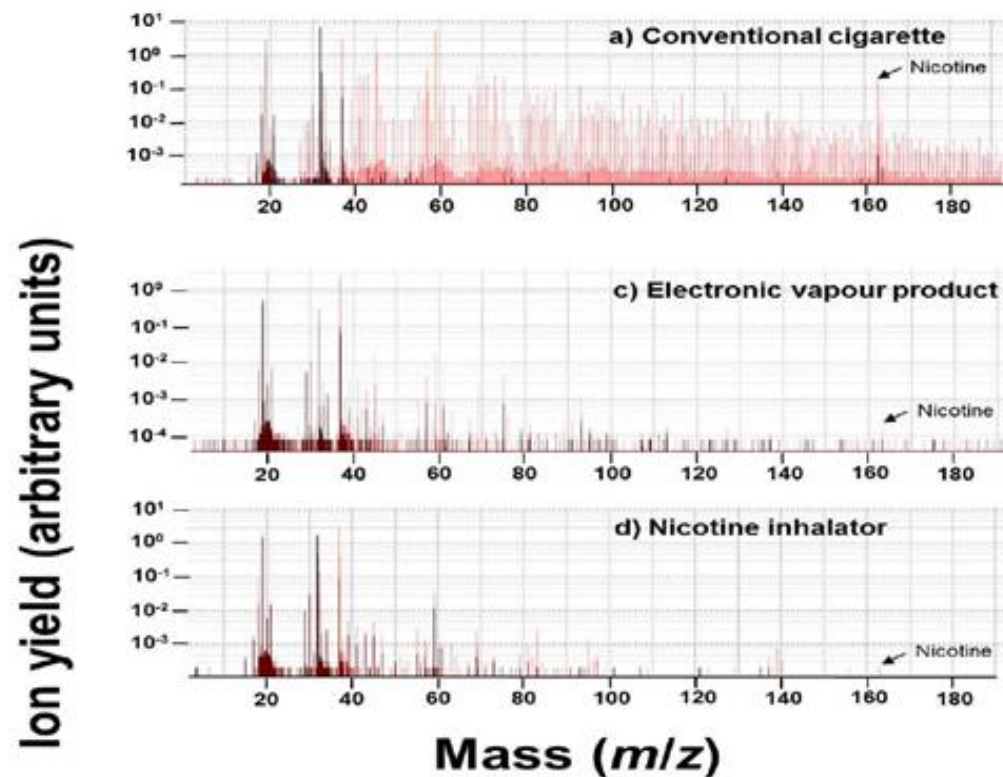 Ion yield (arbitrary units)
a) Conventional cigarette
Nicotine
10¹
10⁰
10⁻¹
10⁻²
10⁻³
20 40 60 80 100 120 140 160 180
c) Electronic vapour product
Nicotine
10⁰
10⁻¹
10⁻²
10⁻³
10⁻⁴
20 40 60 80 100 120 140 160 180
d) Nicotine inhalator
Nicotine
10¹
10⁰
10⁻¹
10⁻²
10⁻³
20 40 60 80 100 120 140 160 180
Mass (m/z)